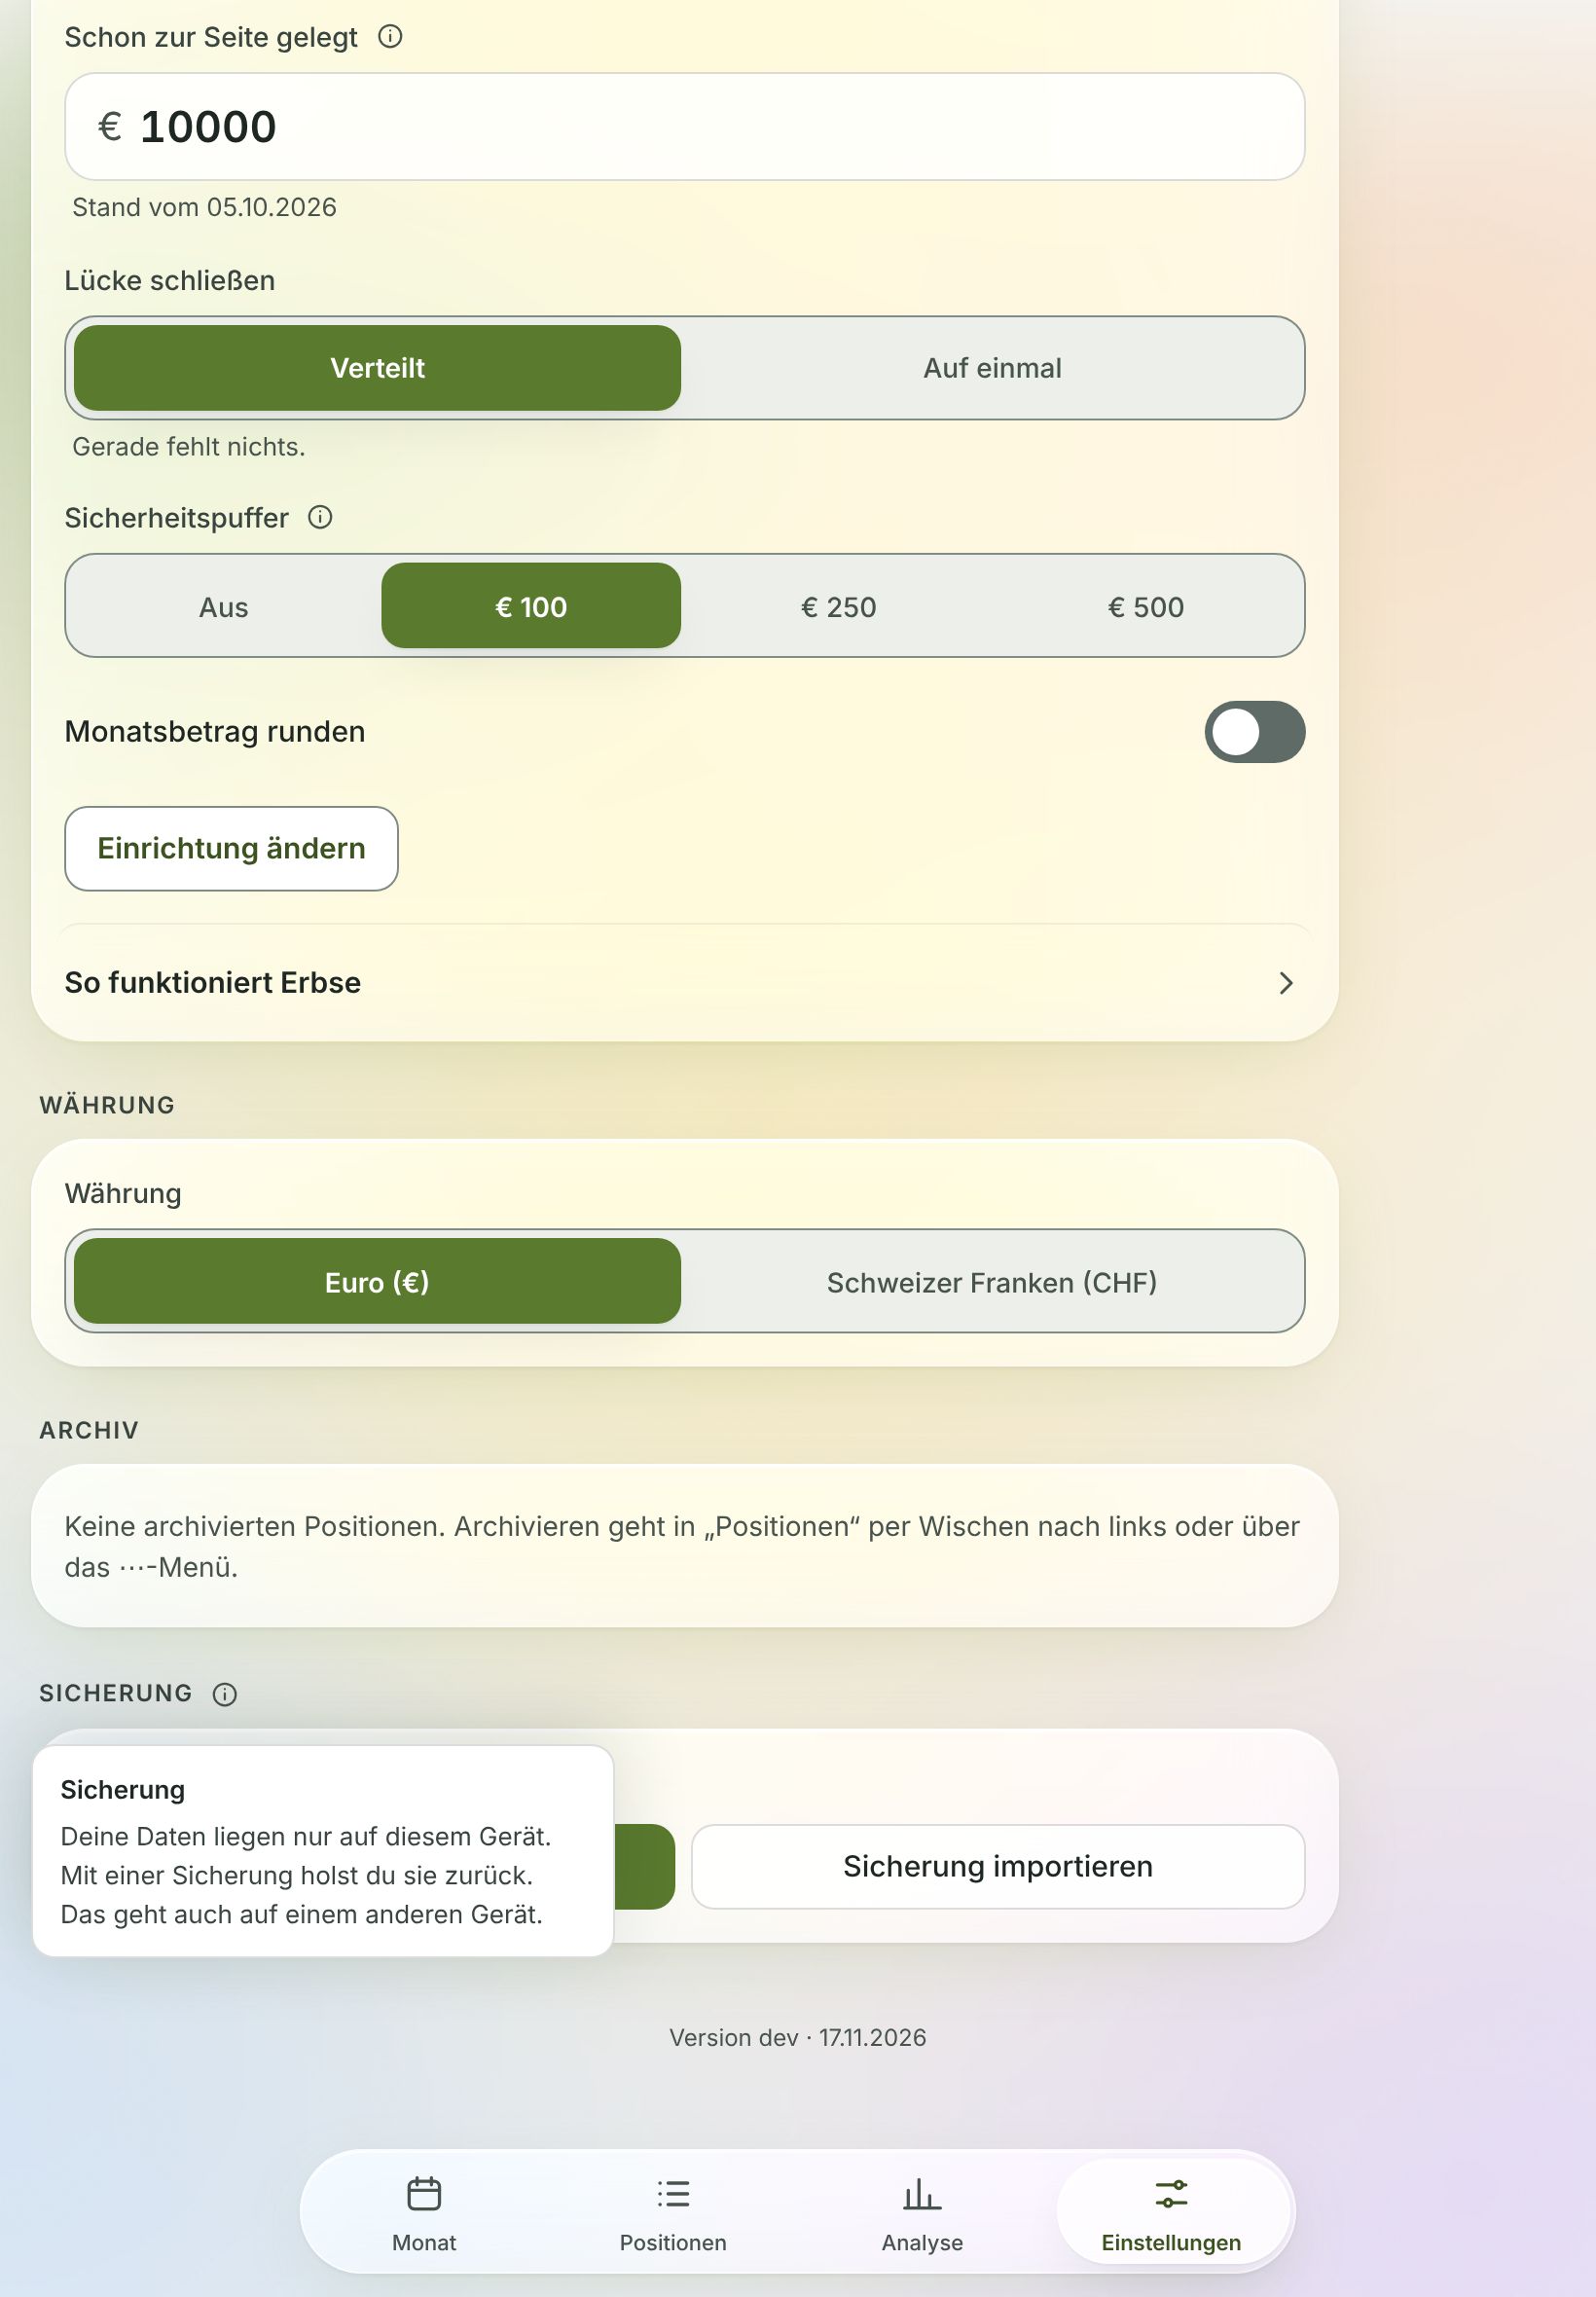 Schon zur Seite gelegt
€ 10000
Stand vom 05.10.2026
Lücke schließen
Verteilt
Auf einmal
Gerade fehlt nichts.
Sicherheitspuffer
Aus
€ 100
€ 250
€ 500
Monatsbetrag runden
Einrichtung ändern
So funktioniert Erbse
WÄHRUNG
Währung
Euro (€)
Schweizer Franken (CHF)
ARCHIV
Keine archivierten Positionen. Archivieren geht in „Positionen“ per Wischen nach links oder über
das ···-Menü.
SICHERUNG
Sicherung
Deine Daten liegen nur auf diesem Gerät.
Mit einer Sicherung holst du sie zurück.
Das geht auch auf einem anderen Gerät.
Sicherung importieren
Version dev · 17.11.2026
Monat
Positionen
Analyse
Einstellungen